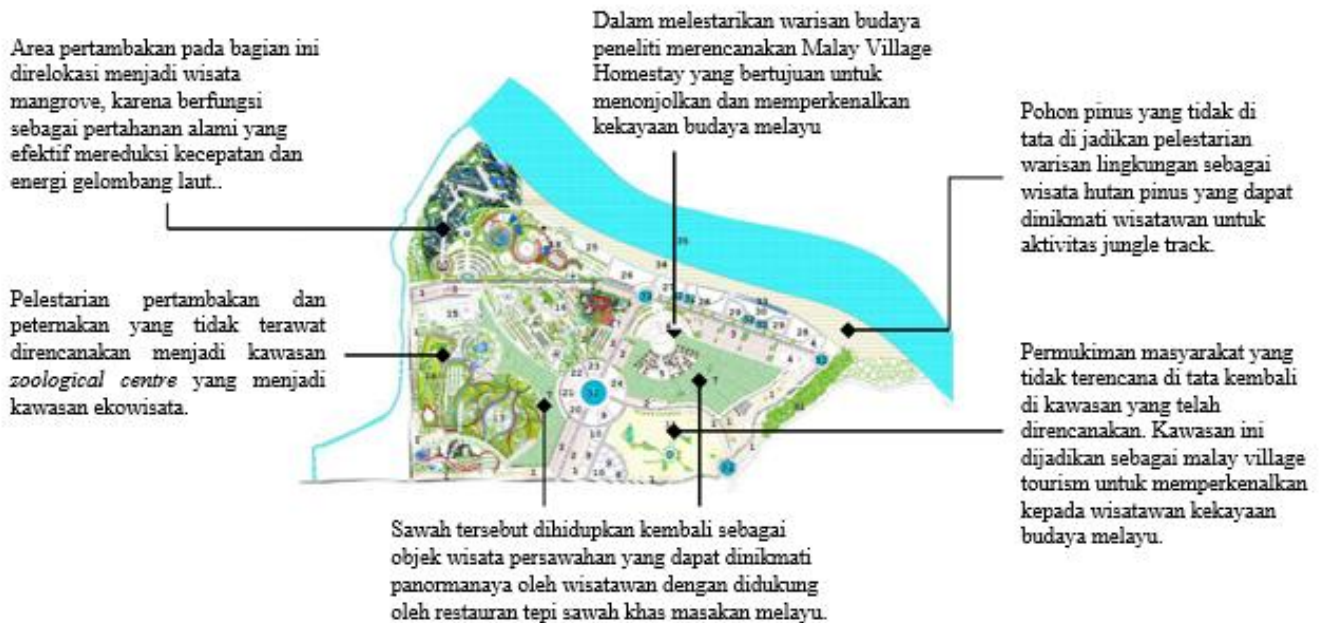 Area pertambakan pada bagian ini
direlokasi menjadi wisata
mangrove, karena berfungsi
sebagai pertahanan alami yang
efektif mereduksi kecepatan dan
energi gelombang laut..
Pelestarian pertambakan dan
peternakan yang tidak terawat
direncanakan menjadi kawasan
zoological centre yang menjadi
kawasan ekowisata.
Dalam melestarikan warisan budaya
peneliti merencanakan Malay Village
Homestay yang bertujuan untuk
menonjolkan dan memperkenalkan
kekayaan budaya melayu
Pohon pinus yang tidak di
tata di jadikan pelestarian
warisan lingkungan sebagai
wisata hutan pinus yang dapat
dinikmati wisatawan untuk
aktivitas jungle track.
Permukiman masyarakat yang
tidak terencana di tata kembali
di kawasan yang telah
direncanakan. Kawasan ini
dijadikan sebagai malay village
tourism untuk memperkenalkan
kepada wisatawan kekayaan
budaya melayu.
Sawah tersebut dihidupkan kembali sebagai
objek wisata persawahan yang dapat dinikmati
panormanaya oleh wisatawan dengan didukung
oleh restauran tepi sawah khas masakan melayu.